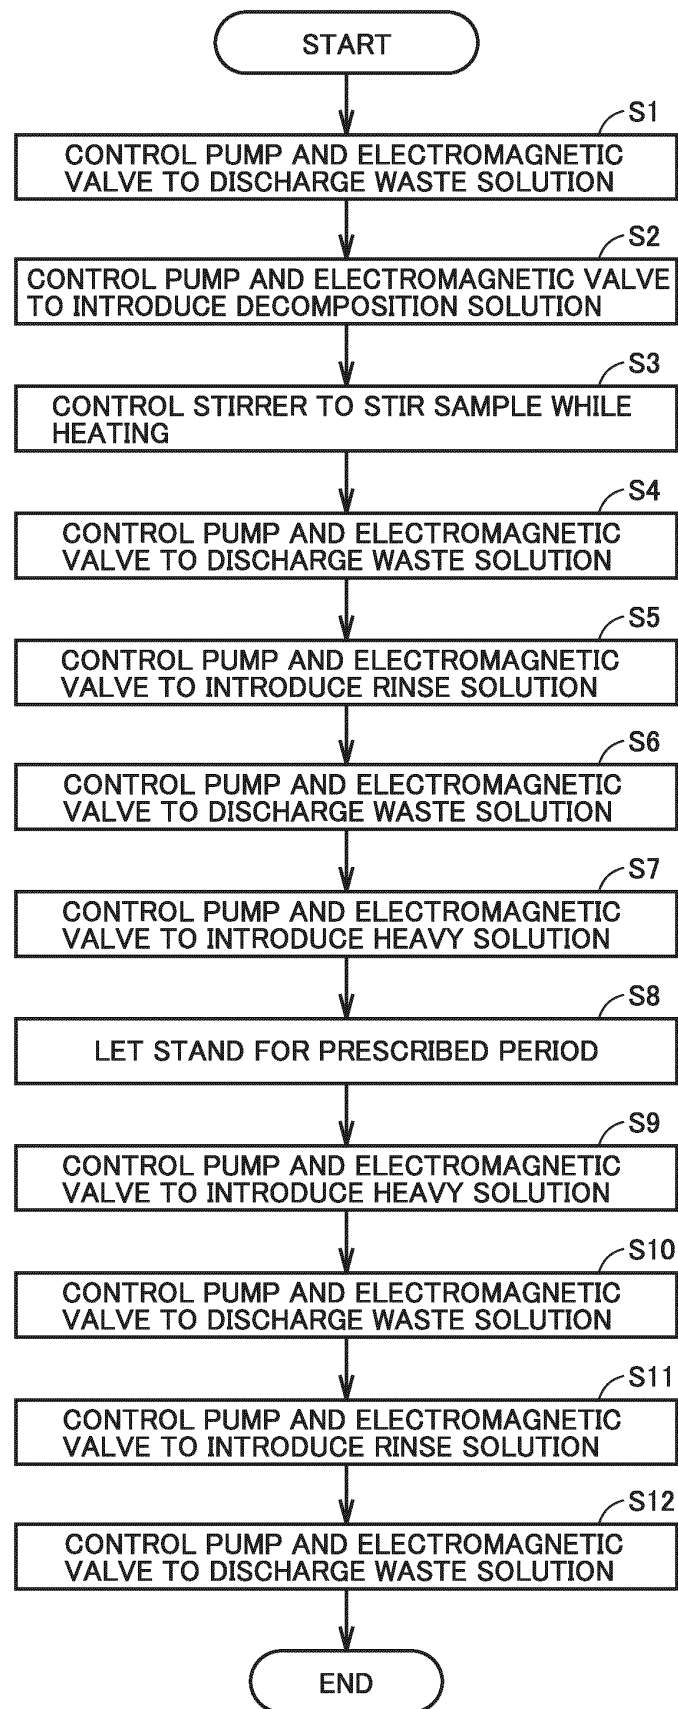 START
S1
CONTROL PUMP AND ELECTROMAGNETIC
VALVE TO DISCHARGE WASTE SOLUTION
S2
CONTROL PUMP AND ELECTROMAGNETIC VALVE
TO INTRODUCE DECOMPOSITION SOLUTION
S3
CONTROL STIRRER TO STIR SAMPLE WHILE
HEATING
S4
CONTROL PUMP AND ELECTROMAGNETIC
VALVE TO DISCHARGE WASTE SOLUTION
S5
CONTROL PUMP AND ELECTROMAGNETIC
VALVE TO INTRODUCE RINSE SOLUTION
S6
CONTROL PUMP AND ELECTROMAGNETIC
VALVE TO DISCHARGE WASTE SOLUTION
S7
CONTROL PUMP AND ELECTROMAGNETIC
VALVE TO INTRODUCE HEAVY SOLUTION
S8
LET STAND FOR PRESCRIBED PERIOD
S9
CONTROL PUMP AND ELECTROMAGNETIC
VALVE TO INTRODUCE HEAVY SOLUTION
S10
CONTROL PUMP AND ELECTROMAGNETIC
VALVE TO DISCHARGE WASTE SOLUTION
S11
CONTROL PUMP AND ELECTROMAGNETIC
VALVE TO INTRODUCE RINSE SOLUTION
S12
CONTROL PUMP AND ELECTROMAGNETIC
VALVE TO DISCHARGE WASTE SOLUTION
END